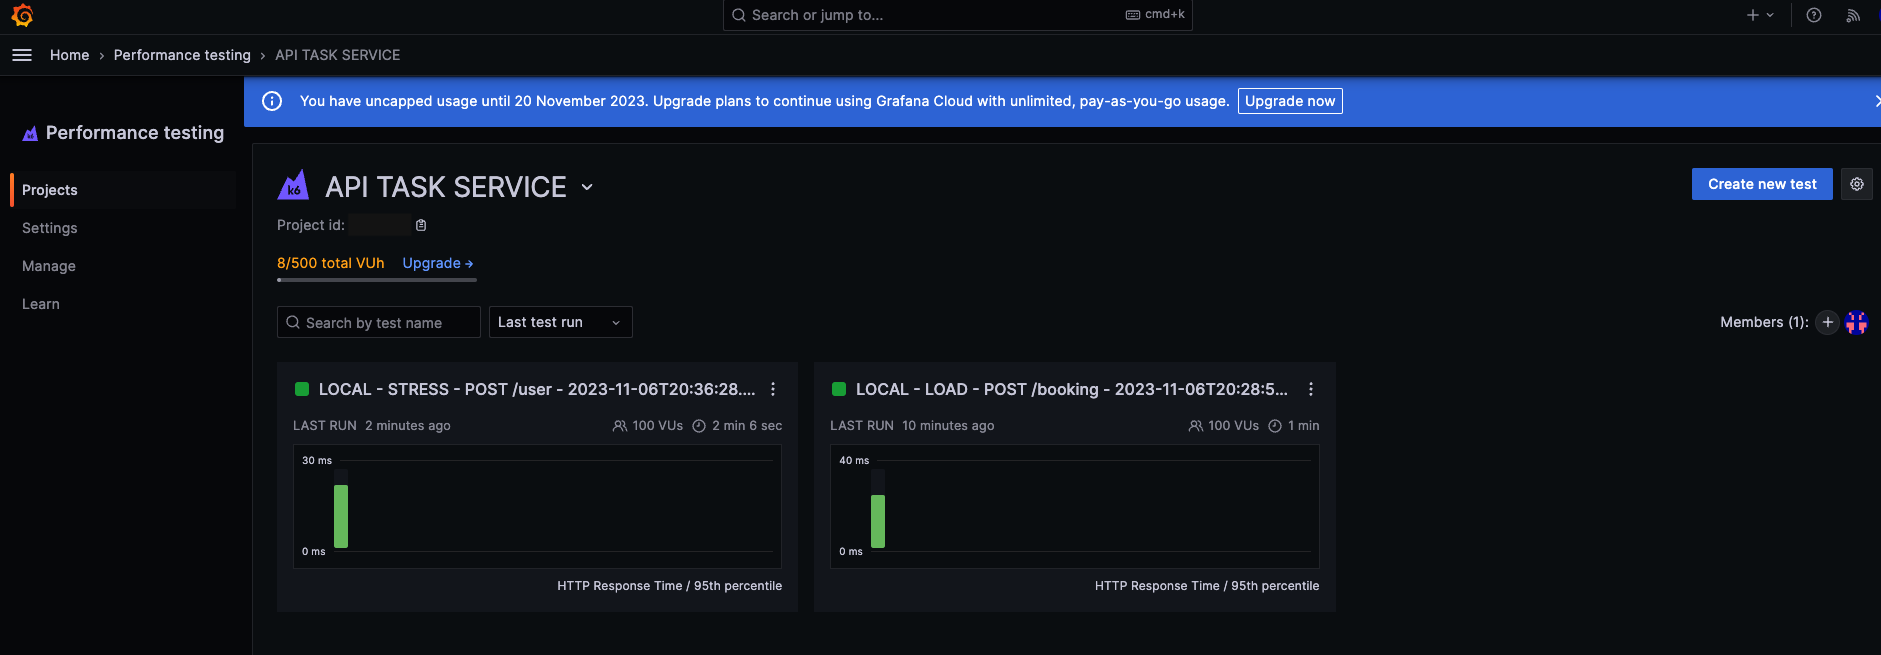 Search or jump to...
cmd+k
Home › Performance testing › API TASK SERVICE
You have uncapped usage until 20 November 2023. Upgrade plans to continue using Grafana Cloud with unlimited, pay-as-you-go usage. Upgrade now
Performance testing
Projects
Settings
Manage
Learn
k6
API TASK SERVICE
Create new test
Project id:
8/500 total VUh Upgrade →
Search by test name
Last test run
Members (1): +
LOCAL - STRESS - POST /user - 2023-11-06T20:36:28....
LAST RUN 2 minutes ago 100 VUs 2 min 6 sec
30 ms
0 ms
HTTP Response Time / 95th percentile
LOCAL - LOAD - POST /booking - 2023-11-06T20:28:5...
LAST RUN 10 minutes ago 100 VUs 1 min
40 ms
0 ms
HTTP Response Time / 95th percentile